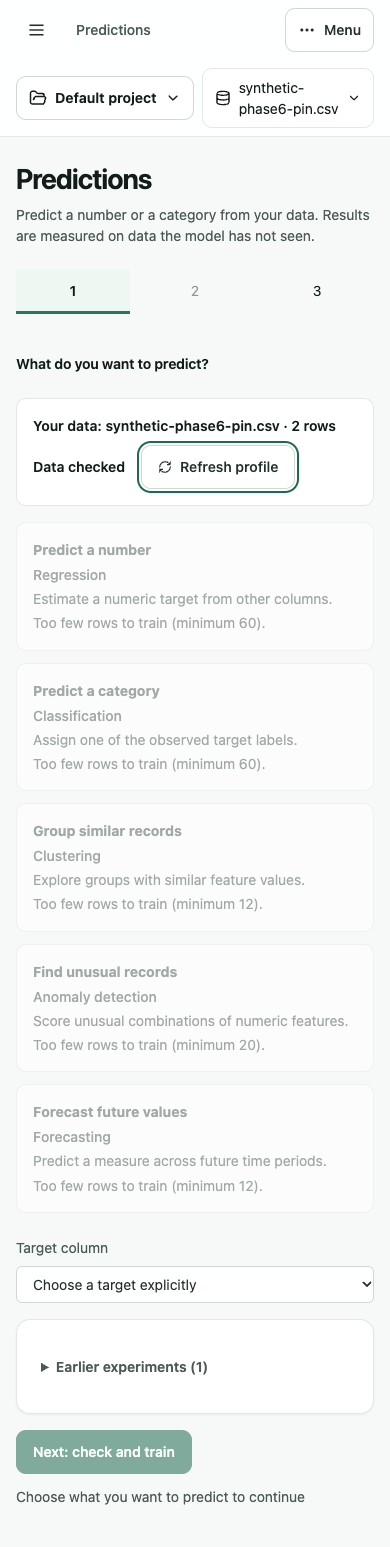 Predictions
Menu
Default project
synthetic-
phase6-pin.csv
Predictions
Predict a number or a category from your data. Results
are measured on data the model has not seen.
1
2
3
What do you want to predict?
Your data: synthetic-phase6-pin.csv · 2 rows
Data checked
Refresh profile
Predict a number
Regression
Estimate a numeric target from other columns.
Too few rows to train (minimum 60).
Predict a category
Classification
Assign one of the observed target labels.
Too few rows to train (minimum 60).
Group similar records
Clustering
Explore groups with similar feature values.
Too few rows to train (minimum 12).
Find unusual records
Anomaly detection
Score unusual combinations of numeric features.
Too few rows to train (minimum 20).
Forecast future values
Forecasting
Predict a measure across future time periods.
Too few rows to train (minimum 12).
Target column
Choose a target explicitly
Earlier experiments (1)
Next: check and train
Choose what you want to predict to continue